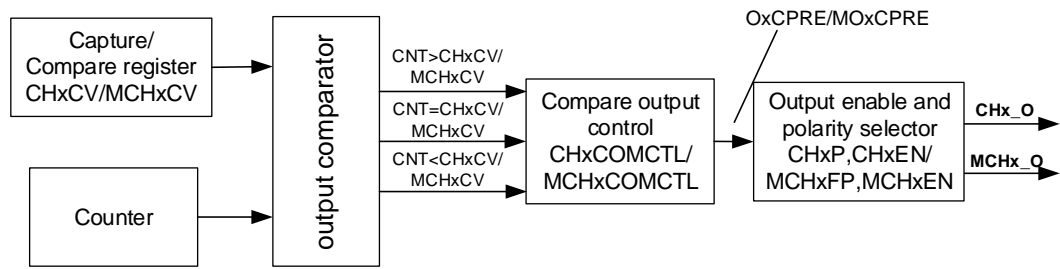 OxCPRE/MOxCPRE
Capture/
Compare register
CHxCV/MCHxCV
Counter
output comparator
CNT>CHxCV/
MCHxCV
CNT=CHxCV/
MCHxCV
CNT<CHxCV/
MCHxCV
Compare output
control
CHxCOMCTL/
MCHxCOMCTL
Output enable and
polarity selector
CHxP,CHxEN/
MCHxFP,MCHxEN
CHx_O
MCHx_O